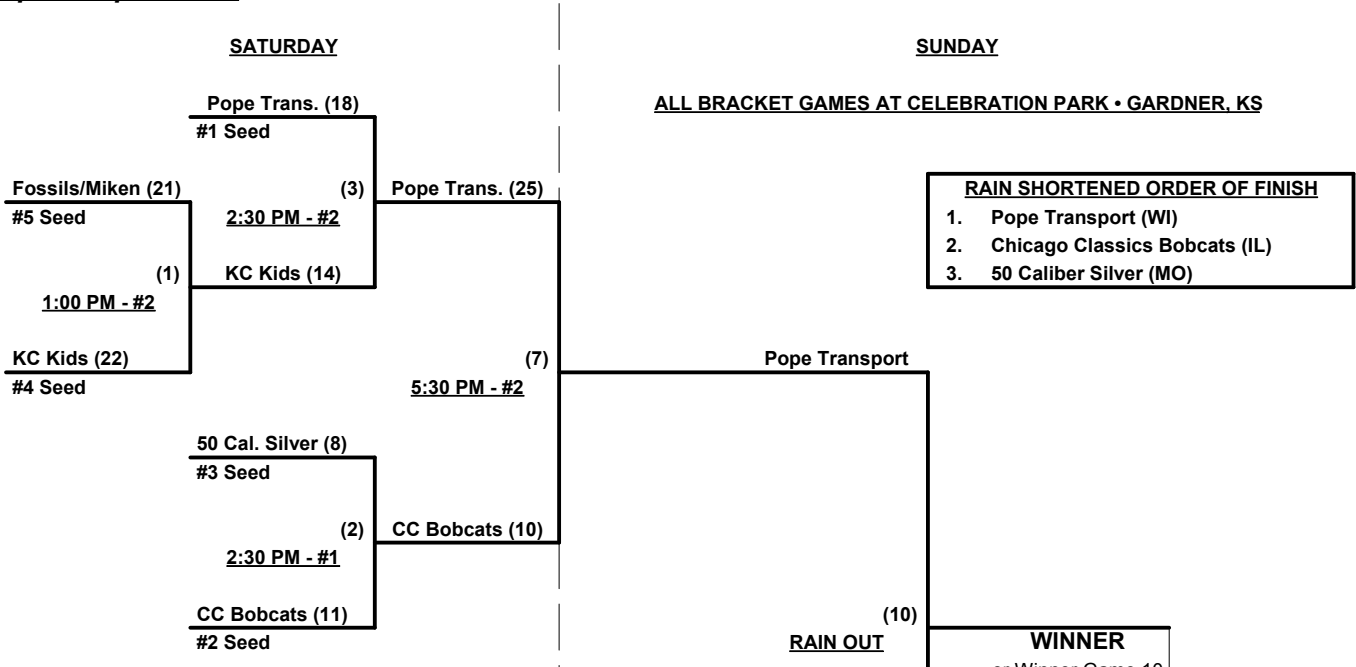 SATURDAY
SUNDAY
Pope Trans. (18)
ALL BRACKET GAMES AT CELEBRATION PARK • GARDNER, KS
#1 Seed
Fossils/Miken (21)
(3)
Pope Trans. (25)
RAIN SHORTENED ORDER OF FINISH
#5 Seed
2:30 PM - #2
1. Pope Transport (WI)
2. Chicago Classics Bobcats (IL)
(1)
KC Kids (14)
3. 50 Caliber Silver (MO)
1:00 PM - #2
KC Kids (22)
(7)
Pope Transport
#4 Seed
5:30 PM - #2
50 Cal. Silver (8)
#3 Seed
(2)
CC Bobcats (10)
2:30 PM - #1
CC Bobcats (11)
(10)
#2 Seed
RAIN OUT
WINNER
or Winner Game 10